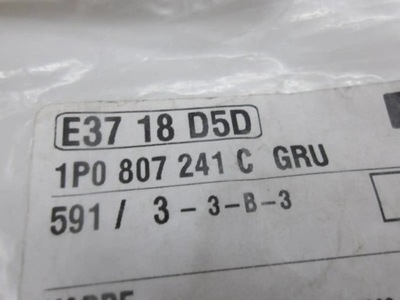 E37 18 D5D
1P0 807 241 C GRU
591 / 3 - 3-B-3